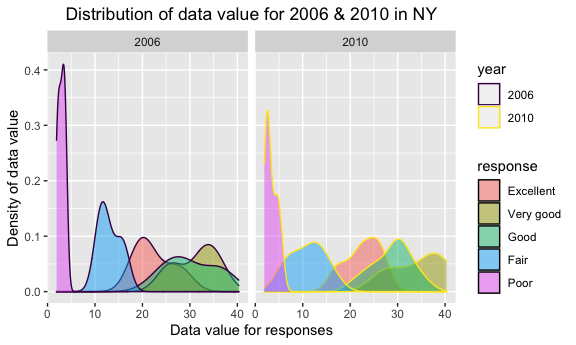 Distribution of data value for 2006 & 2010 in NY
2006
2010
Density of data value
0.4
0.3
0.2
0.1
0.0
0
10
20
30
40
0
10
20
30
40
Data value for responses
year
2006
2010
response
Excellent
Very good
Good
Fair
Poor